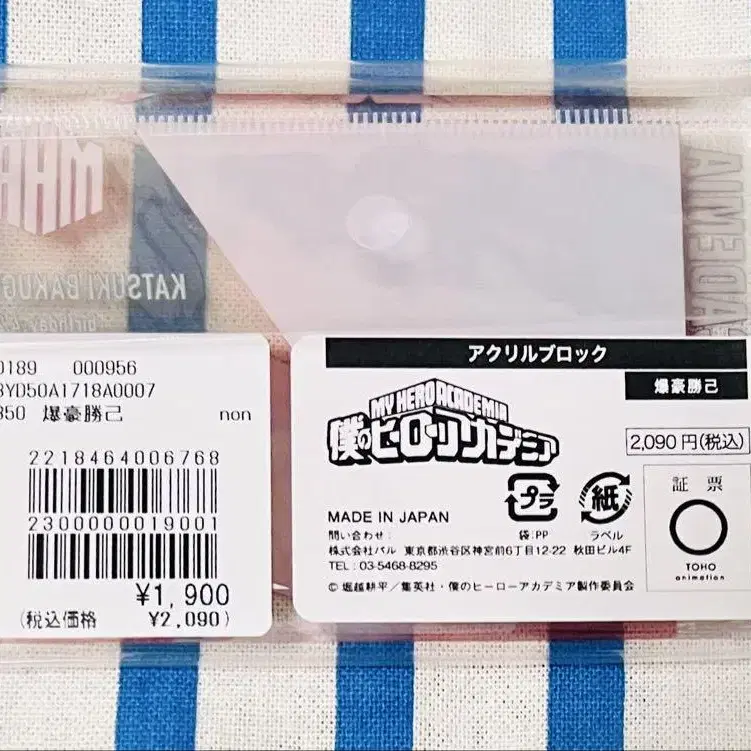 KATSUKI BAKUG
birthday
0189 000956
3YD50A1718A0007
350 爆豪勝己 non
2218464006768
2300000019001
¥1,900
(税込価格 ¥2,090)
アクリルブロック
爆豪勝己
MY HERO ACADEMIA
僕のヒーローアカデミア
2,090円(税込)
プラ
紙
証票
TOHO
animation
MADE IN JAPAN
袋:PP
ラベル
問い合わせ:
株式会社バル 東京都渋谷区神宮前6丁目12-22 秋田ビル4F
TEL : 03-5468-8295
© 堀越耕平／集英社・僕のヒーローアカデミア製作委員会